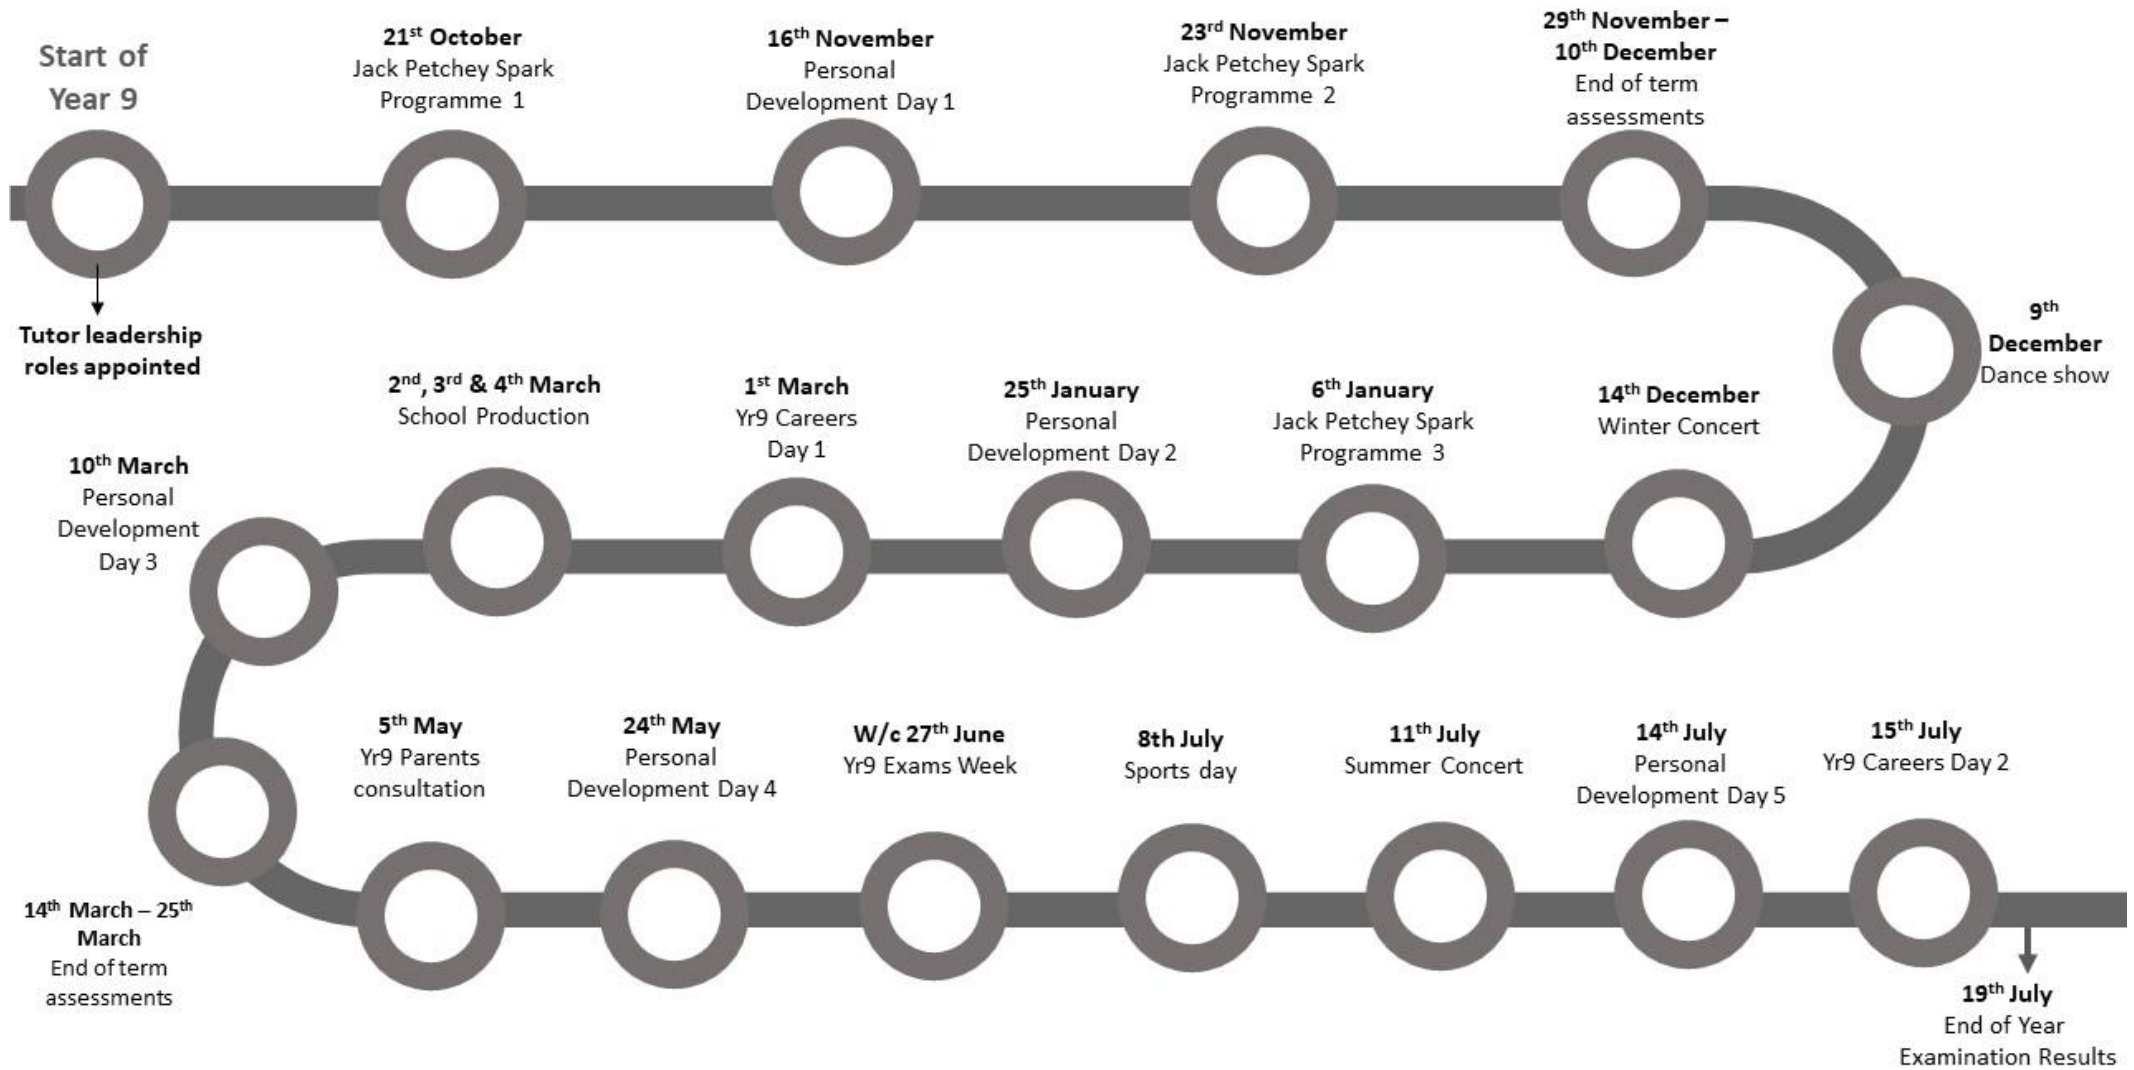 Start of
Year 9
Tutor leadership
roles appointed
21st October
Jack Petchey Spark
Programme 1
16th November
Personal
Development Day 1
23rd November
Jack Petchey Spark
Programme 2
29th November –
10th December
End of term
assessments
9th
December
Dance show
14th December
Winter Concert
6th January
Jack Petchey Spark
Programme 3
25th January
Personal
Development Day 2
1st March
Yr9 Careers
Day 1
2nd, 3rd & 4th March
School Production
10th March
Personal
Development
Day 3
14th March – 25th
March
End of term
assessments
5th May
Yr9 Parents
consultation
24th May
Personal
Development Day 4
W/c 27th June
Yr9 Exams Week
8th July
Sports day
11th July
Summer Concert
14th July
Personal
Development Day 5
15th July
Yr9 Careers Day 2
19th July
End of Year
Examination Results